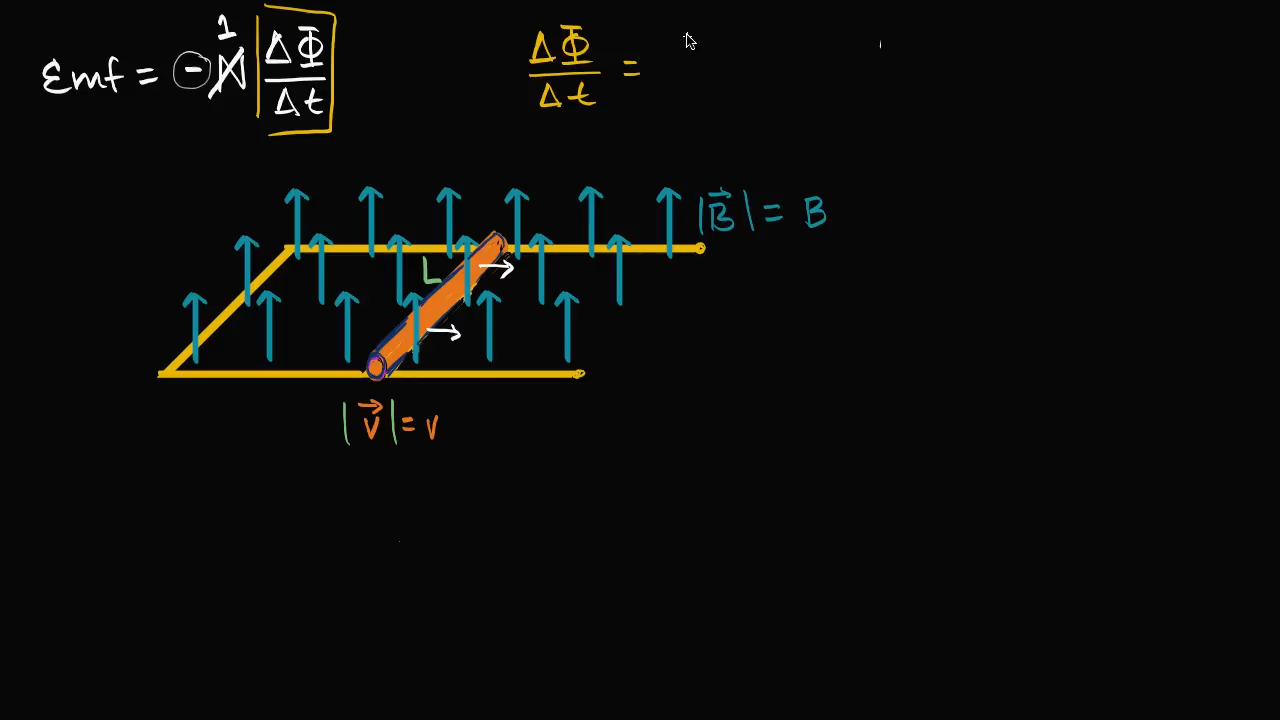 Emf = - N̸ 1 ΔΦ/Δt
ΔΦ/Δt =
|B⃗| = B
L
|v⃗| = v